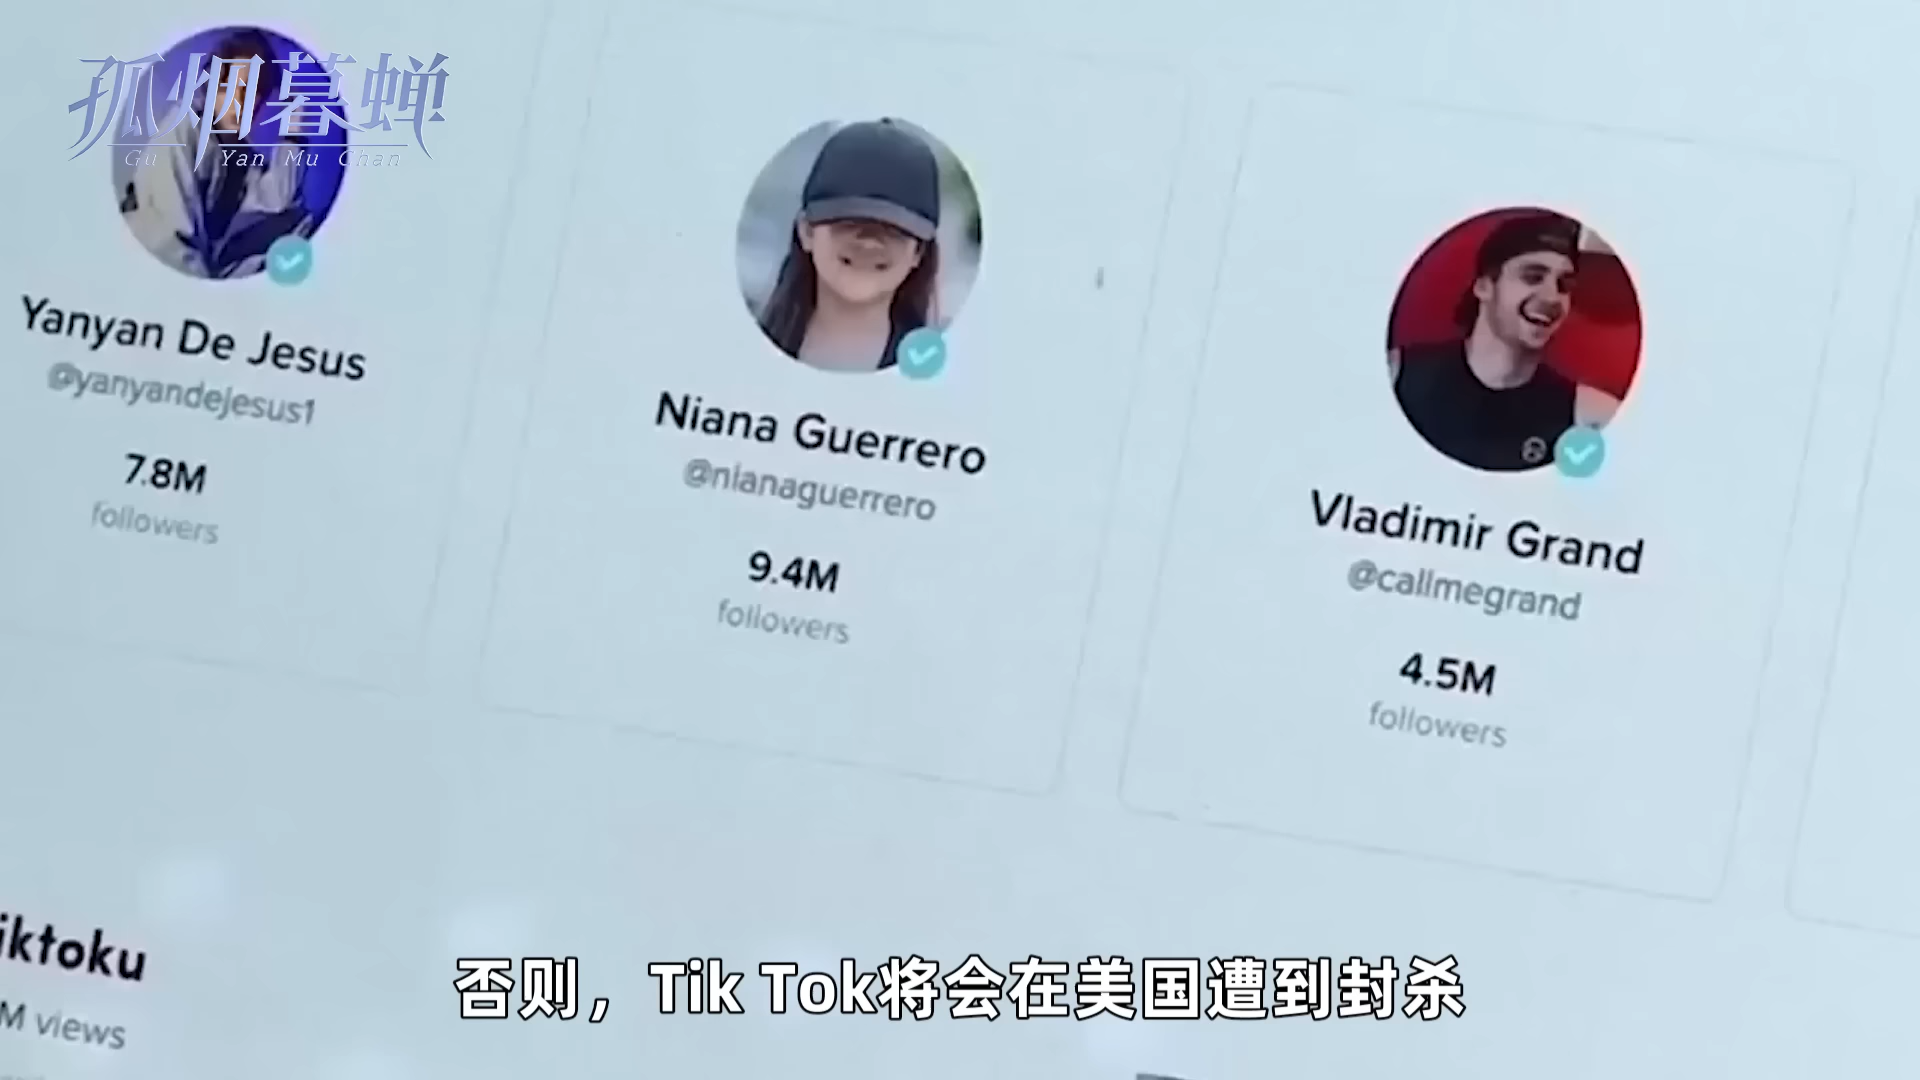 孤烟暮蝉
Gu Yan Mu Chan
Yanyan De Jesus
@yanyandejesus1
7.8M
followers
Niana Guerrero
@nianaguerrero
9.4M
followers
Vladimir Grand
@callmegrand
4.5M
followers
iktoku
M views
否则，Tik Tok将会在美国遭到封杀